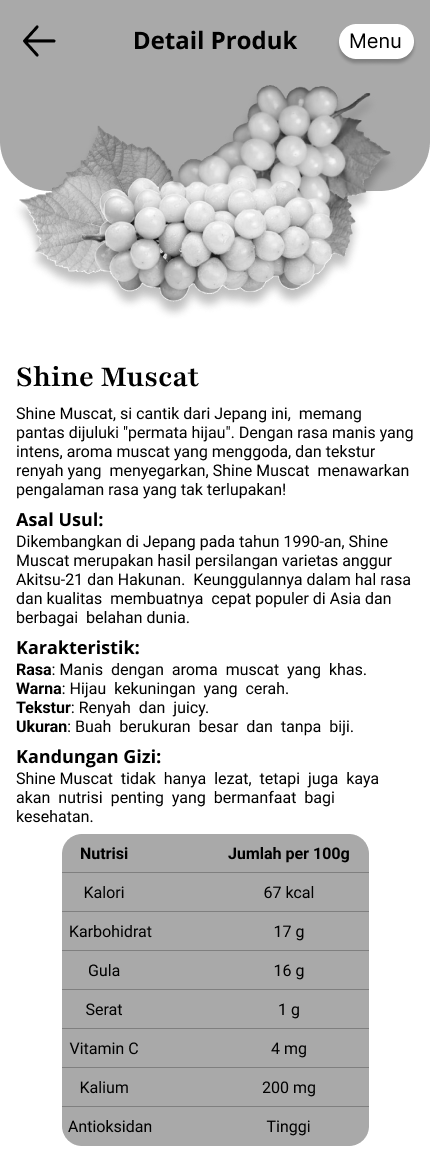 Detail Produk
Menu
Shine Muscat
Shine Muscat, si cantik dari Jepang ini, memang
pantas dijuluki "permata hijau". Dengan rasa manis yang
intens, aroma muscat yang menggoda, dan tekstur
renyah yang menyegarkan, Shine Muscat menawarkan
pengalaman rasa yang tak terlupakan!
Asal Usul:
Dikembangkan di Jepang pada tahun 1990-an, Shine
Muscat merupakan hasil persilangan varietas anggur
Akitsu-21 dan Hakunan. Keunggulannya dalam hal rasa
dan kualitas membuatnya cepat populer di Asia dan
berbagai belahan dunia.
Karakteristik:
Rasa: Manis dengan aroma muscat yang khas.
Warna: Hijau kekuningan yang cerah.
Tekstur: Renyah dan juicy.
Ukuran: Buah berukuran besar dan tanpa biji.
Kandungan Gizi:
Shine Muscat tidak hanya lezat, tetapi juga kaya
akan nutrisi penting yang bermanfaat bagi
kesehatan.
Nutrisi Jumlah per 100g
Kalori 67 kcal
Karbohidrat 17 g
Gula 16 g
Serat 1 g
Vitamin C 4 mg
Kalium 200 mg
Antioksidan Tinggi